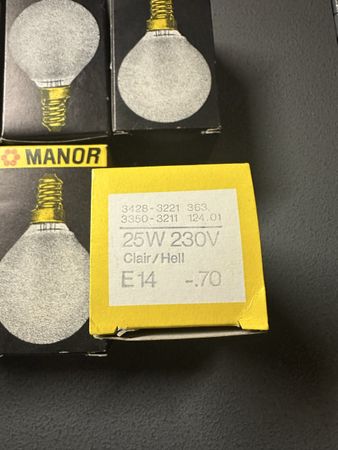 MANOR
3428-3221 363.
3350-3211 124.01
25W 230V
Clair/Hell
E14 -.70